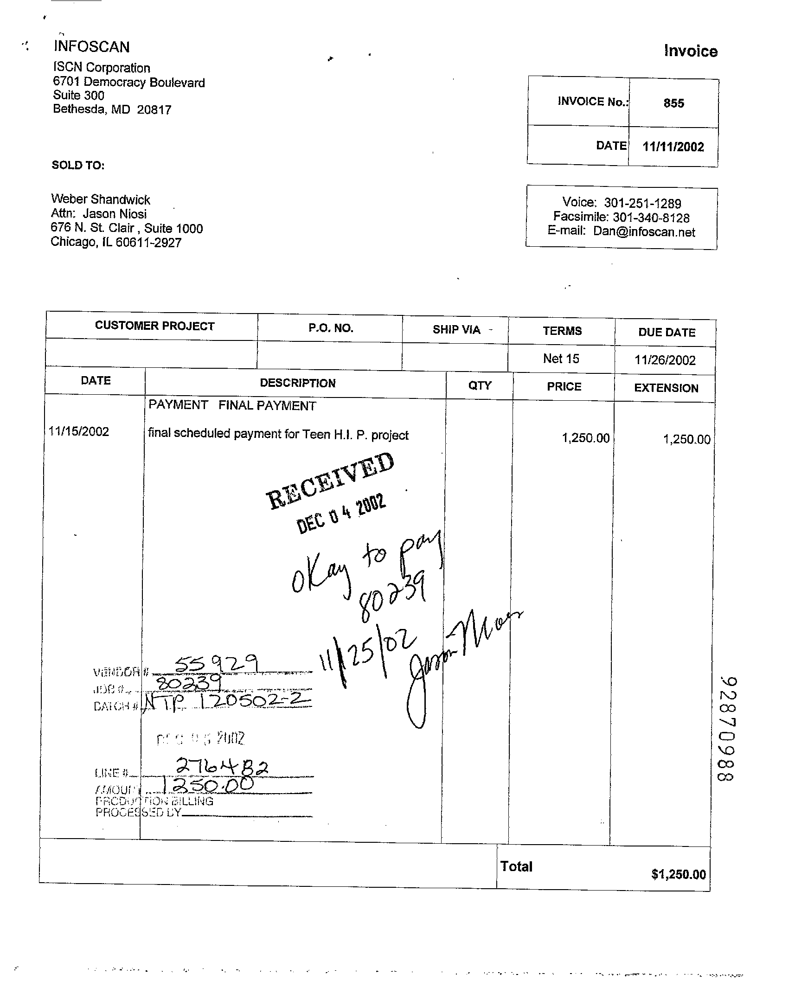 INFOSCAN
ISCN Corporation
6701 Democracy Boulevard
Suite 300
Bethesda, MD 20817
Invoice
INVOICE No.: 855
DATE 11/11/2002
SOLD TO:
Weber Shandwick
Attn: Jason Niosi
676 N. St. Clair , Suite 1000
Chicago, IL 60611-2927
Voice: 301-251-1289
Facsimile: 301-340-8128
E-mail: Dan@infoscan.net
CUSTOMER PROJECT P.O. NO. SHIP VIA TERMS DUE DATE
Net 15 11/26/2002
DATE DESCRIPTION QTY PRICE EXTENSION
PAYMENT FINAL PAYMENT
11/15/2002 final scheduled payment for Teen H.I. P. project 1,250.00 1,250.00
RECEIVED
DEC 04 2002
okay to pay
80239
11/25/02
Jason
VENDOR # 55929
JOB # 80239
BATCH # NTP 120502-2
2002
LINE # 276482
AMOUNT 1250.00
PRODUCTION BILLING
PROCESSED BY
Total $1,250.00
92870988